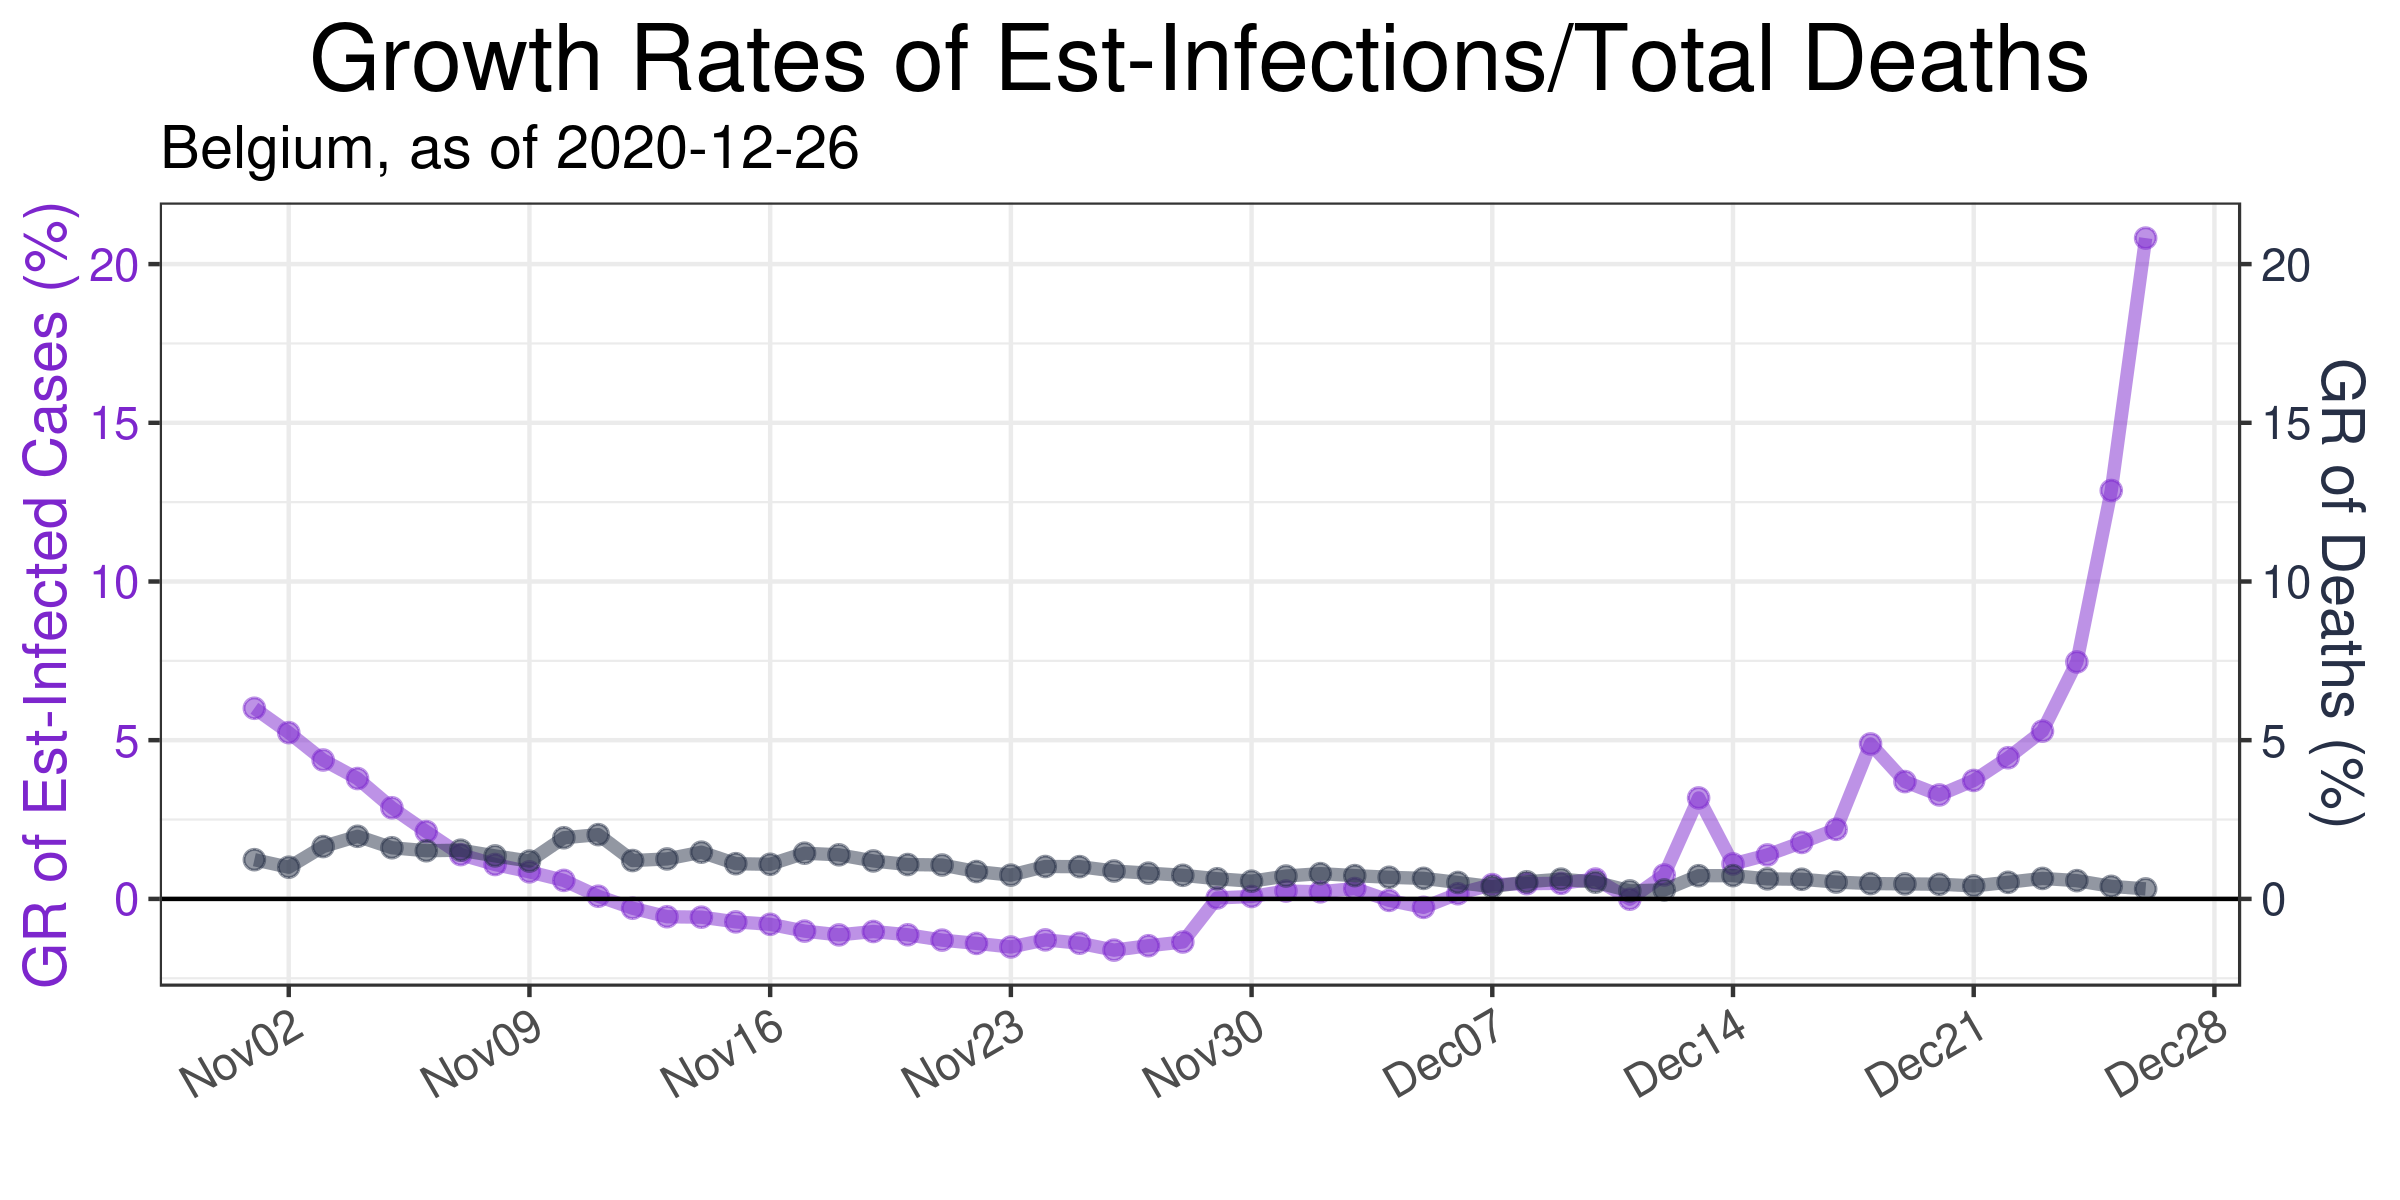 Growth Rates of Est-Infections/Total Deaths
Belgium, as of 2020-12-26
GR of Est-Infected Cases (%)
20
15
10
5
0
20
15
10
5
0
GR of Deaths (%)
Nov02
Nov09
Nov16
Nov23
Nov30
Dec07
Dec14
Dec21
Dec28